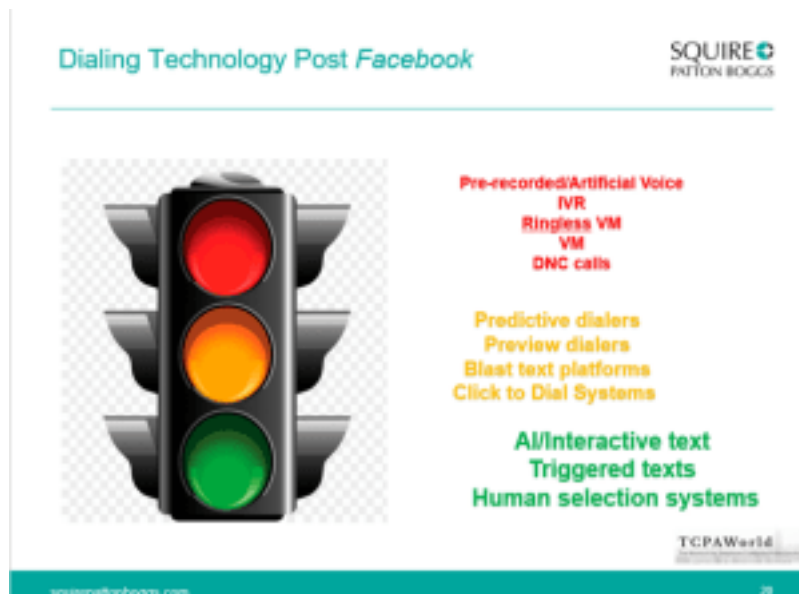 Dialing Technology Post Facebook
SQUIRE
PATTON BOGGS
Pre-recorded/Artificial Voice
IVR
Ringless VM
VM
DNC calls
Predictive dialers
Preview dialers
Blast text platforms
Click to Dial Systems
AI/Interactive text
Triggered texts
Human selection systems
TCPAWorld
squirepattonboggs.com